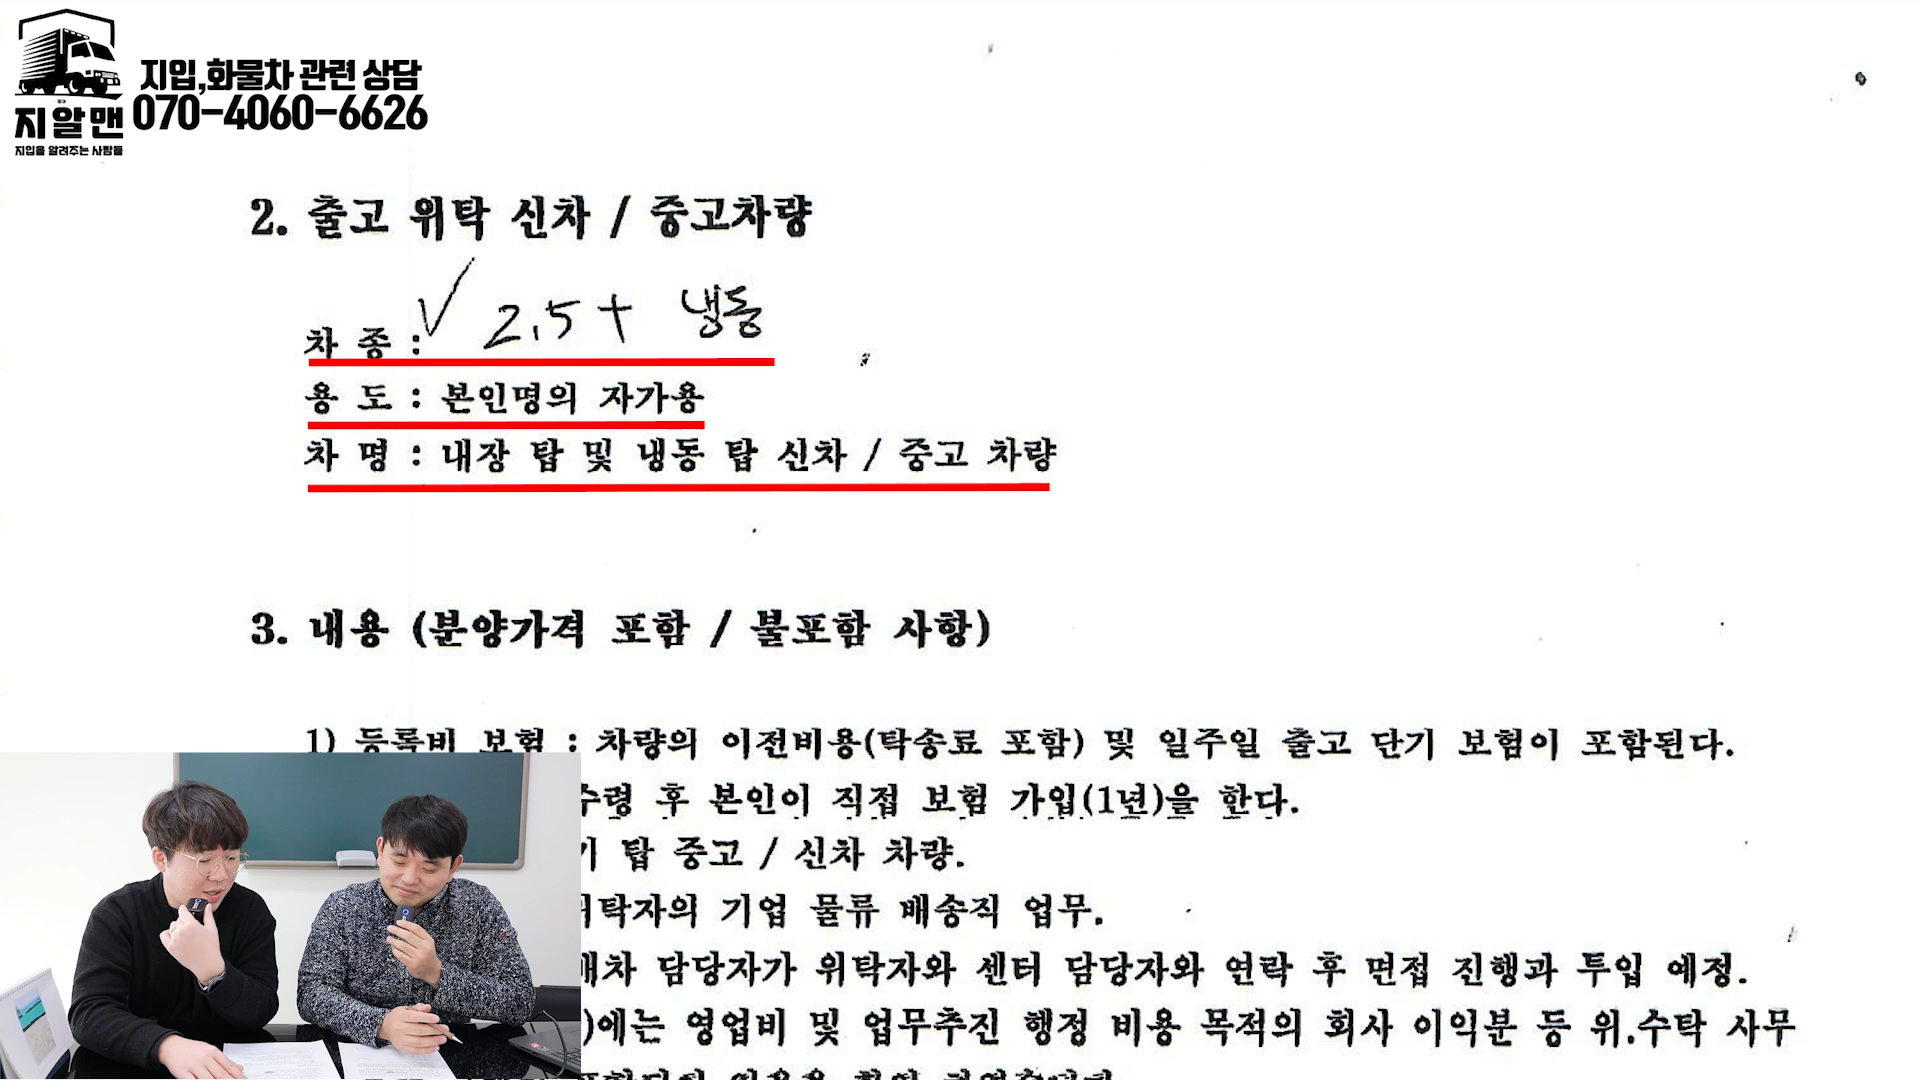 지입,화물차 관련 상담
070-4060-6626
지알맨
지입을 알려주는 사람들
2. 출고 위탁 신차 / 중고차량
차 종 : √ 2.5 t 냉동
용 도 : 본인명의 자가용
차 명 : 내장 탑 및 냉동 탑 신차 / 중고 차량
3. 내용 (분양가격 포함 / 불포함 사항)
1) 등록비 보험 : 차량의 이전비용(탁송료 포함) 및 일주일 출고 단기 보험이 포함된다.
수령 후 본인이 직접 보험 가입(1년)을 한다.
탑 중고 / 신차 차량.
위탁자의 기업 물류 배송직 업무.
배차 담당자가 위탁자와 센터 담당자와 연락 후 면접 진행과 투입 예정.
)에는 영업비 및 업무추진 행정 비용 목적의 회사 이익분 등 위.수탁 사무